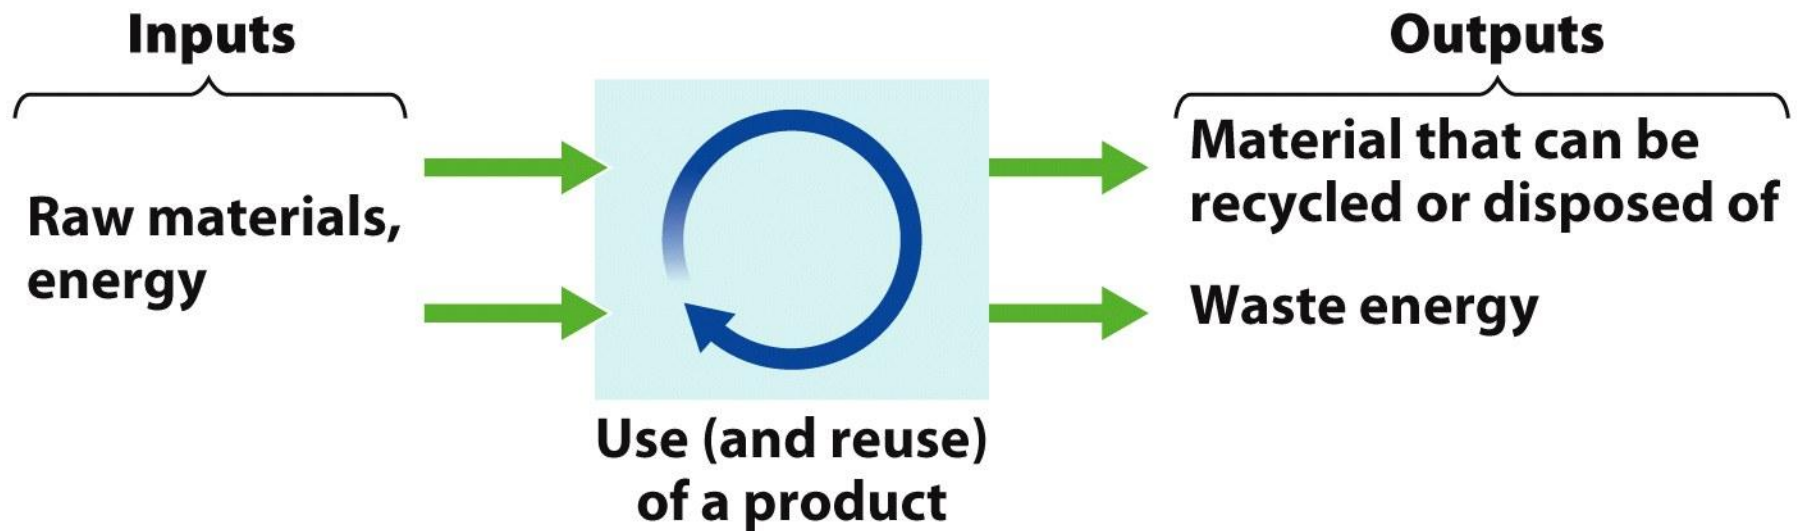 Inputs
Raw materials,
energy
Use (and reuse)
of a product
Outputs
Material that can be
recycled or disposed of
Waste energy